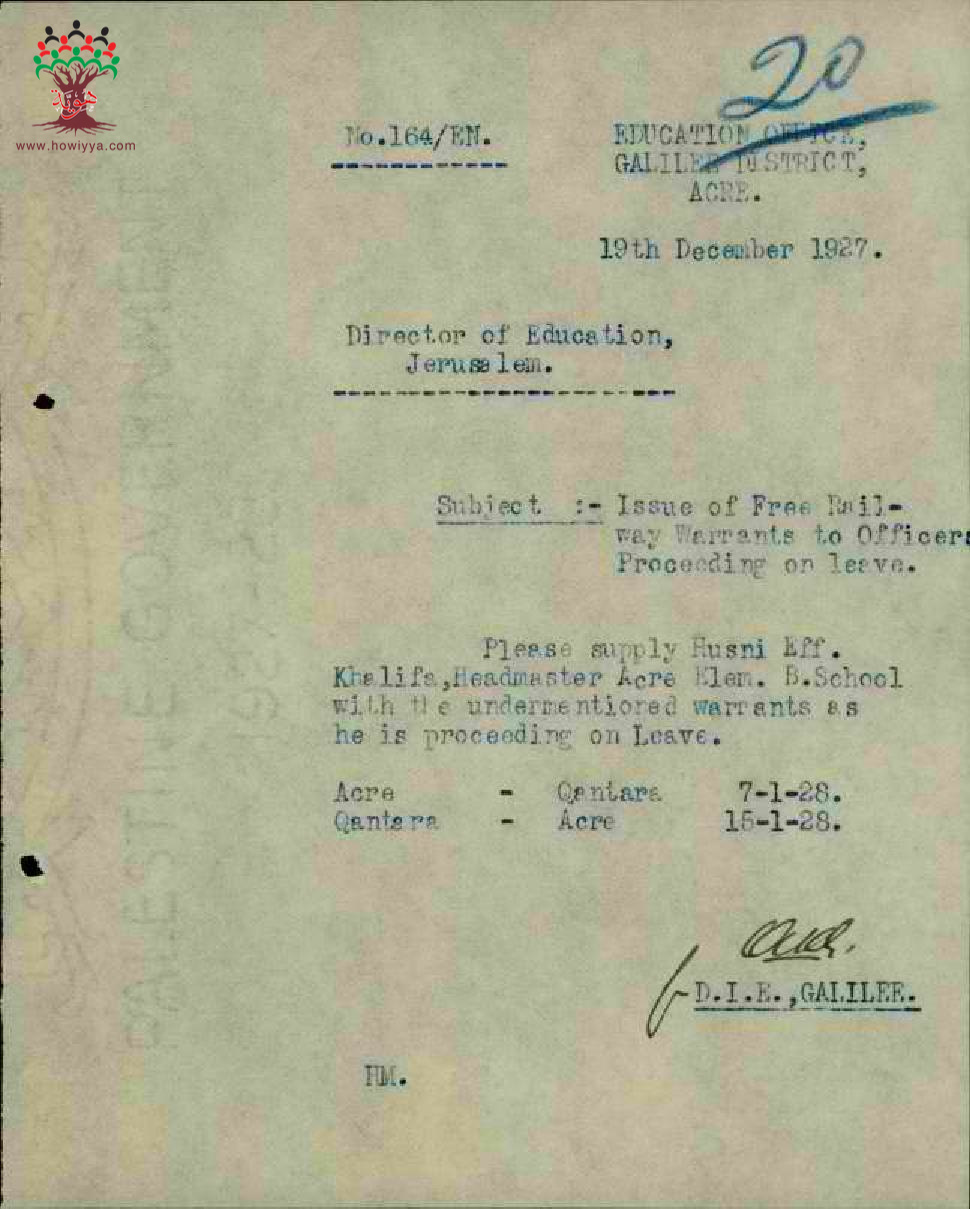 20
www.howiyya.com
No.164/EN.
EDUCATION OFFICE,
GALILEE DISTRICT,
ACRE.
19th December 1927.
Director of Education,
Jerusalem.
Subject :- Issue of Free Rail-
way Warrants to Officers
Proceeding on leave.
Please supply Husni Eff.
Khalifa,Headmaster Acre Elem. B.School
with the undermentioned warrants as
he is proceeding on Leave.
Acre - Qantara 7-1-28.
Qantara - Acre 15-1-28.
D.I.E.,GALILEE.
HM.
PALESTINE GOVERNMENT